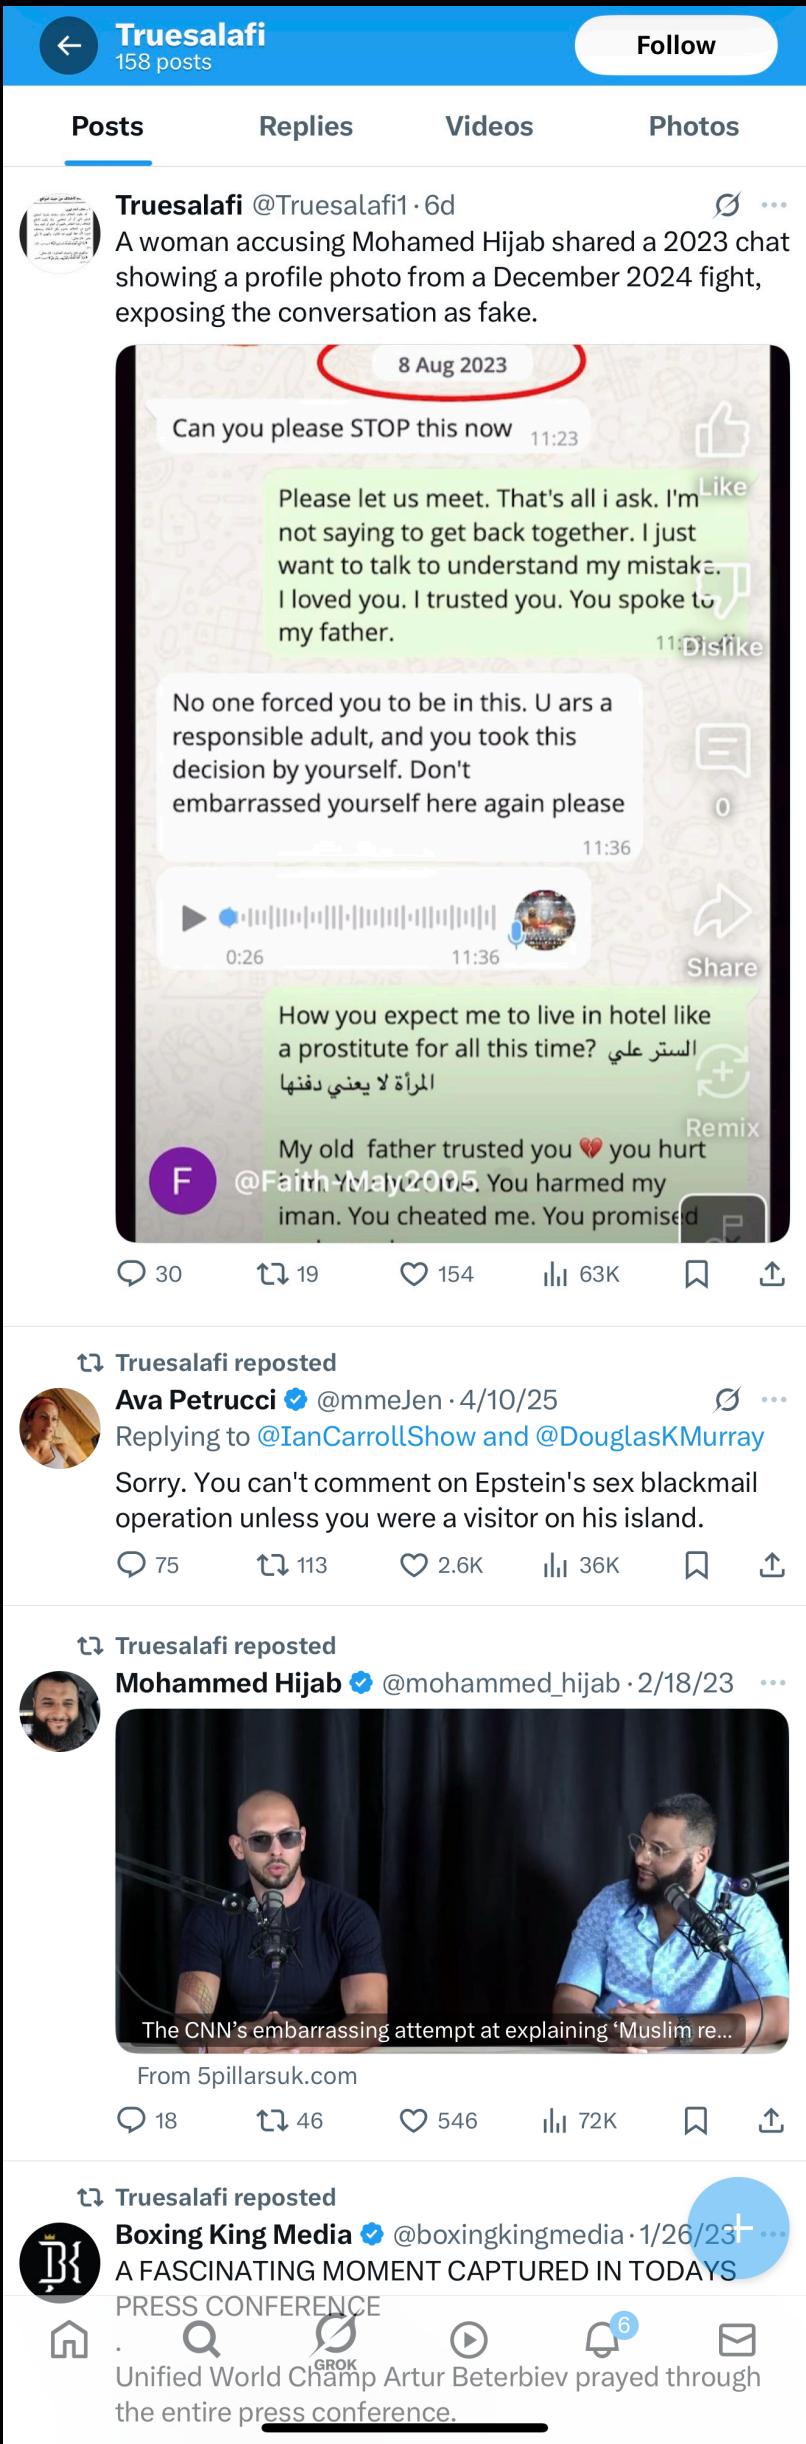 Truesalafi
158 posts
Follow
Posts
Replies
Videos
Photos
Truesalafi @Truesalafi1 · 6d
A woman accusing Mohamed Hijab shared a 2023 chat
showing a profile photo from a December 2024 fight,
exposing the conversation as fake.
8 Aug 2023
Can you please STOP this now 11:23
Like
Please let us meet. That's all i ask. I'm
not saying to get back together. I just
want to talk to understand my mistake.
I loved you. I trusted you. You spoke to
my father.
Dislike
No one forced you to be in this. U ars a
responsible adult, and you took this
decision by yourself. Don't
embarrassed yourself here again please
11:36
0
0:26
11:36
Share
How you expect me to live in hotel like
a prostitute for all this time? الستر علي
المرأة لا يعني دفنها
Remix
My old father trusted you 💔 you hurt
F
@Faith-May2005
You harmed my
iman. You cheated me. You promised
30
19
154
63K
Truesalafi reposted
Ava Petrucci @mmeJen · 4/10/25
Replying to @IanCarrollShow and @DouglasKMurray
Sorry. You can't comment on Epstein's sex blackmail
operation unless you were a visitor on his island.
75
113
2.6K
36K
Truesalafi reposted
Mohammed Hijab @mohammed_hijab · 2/18/23
The CNN's embarrassing attempt at explaining 'Muslim re...
From 5pillarsuk.com
18
46
546
72K
Truesalafi reposted
Boxing King Media @boxingkingmedia · 1/26/23
A FASCINATING MOMENT CAPTURED IN TODAYS
PRESS CONFERENCE
.
6
GROK
Unified World Champ Artur Beterbiev prayed through
the entire press conference.